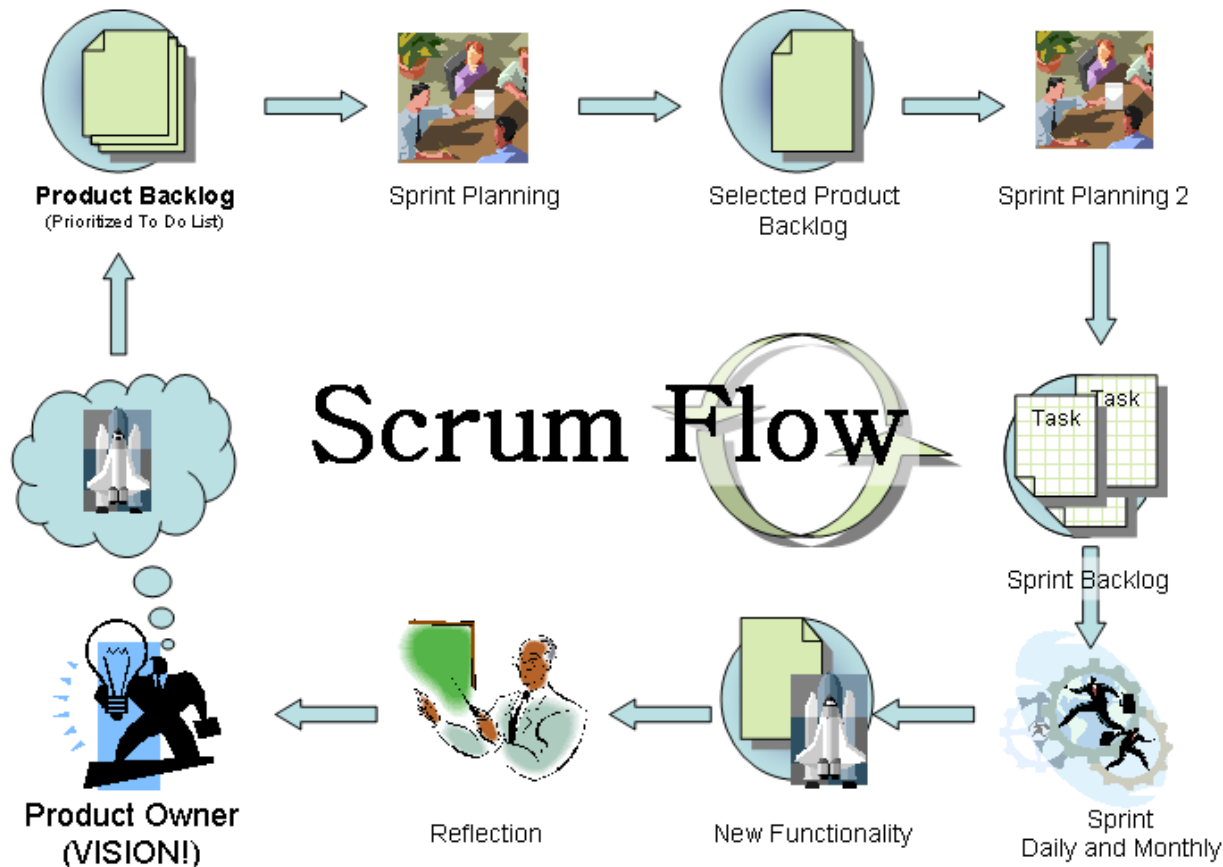 Product Backlog
(Prioritized To Do List)
Sprint Planning
Selected Product
Backlog
Sprint Planning 2
Scrum Flow
Task
Task
Sprint Backlog
Product Owner
(VISION!)
Reflection
New Functionality
Sprint
Daily and Monthly